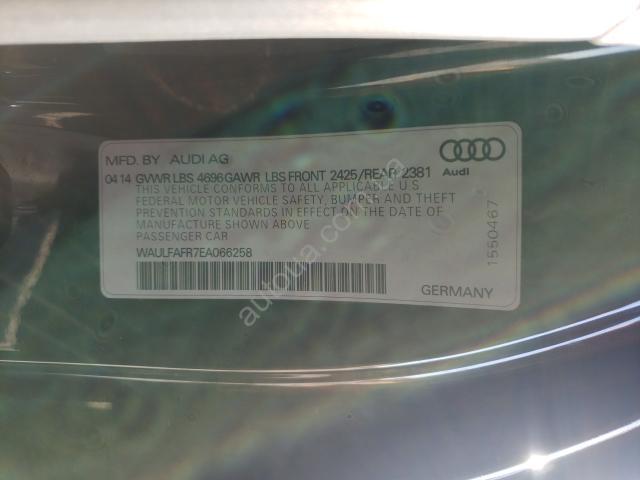 MFD. BY AUDI AG
Audi
04 14 GVWR LBS 4696 GAWR LBS FRONT 2425/REAR 2381
THIS VEHICLE CONFORMS TO ALL APPLICABLE U S
FEDERAL MOTOR VEHICLE SAFETY, BUMPER AND THEFT
PREVENTION STANDARDS IN EFFECT ON THE DATE OF
MANUFACTURE SHOWN ABOVE
PASSENGER CAR
WAULFAFR7EA066258
1550467
GERMANY
autoua.com